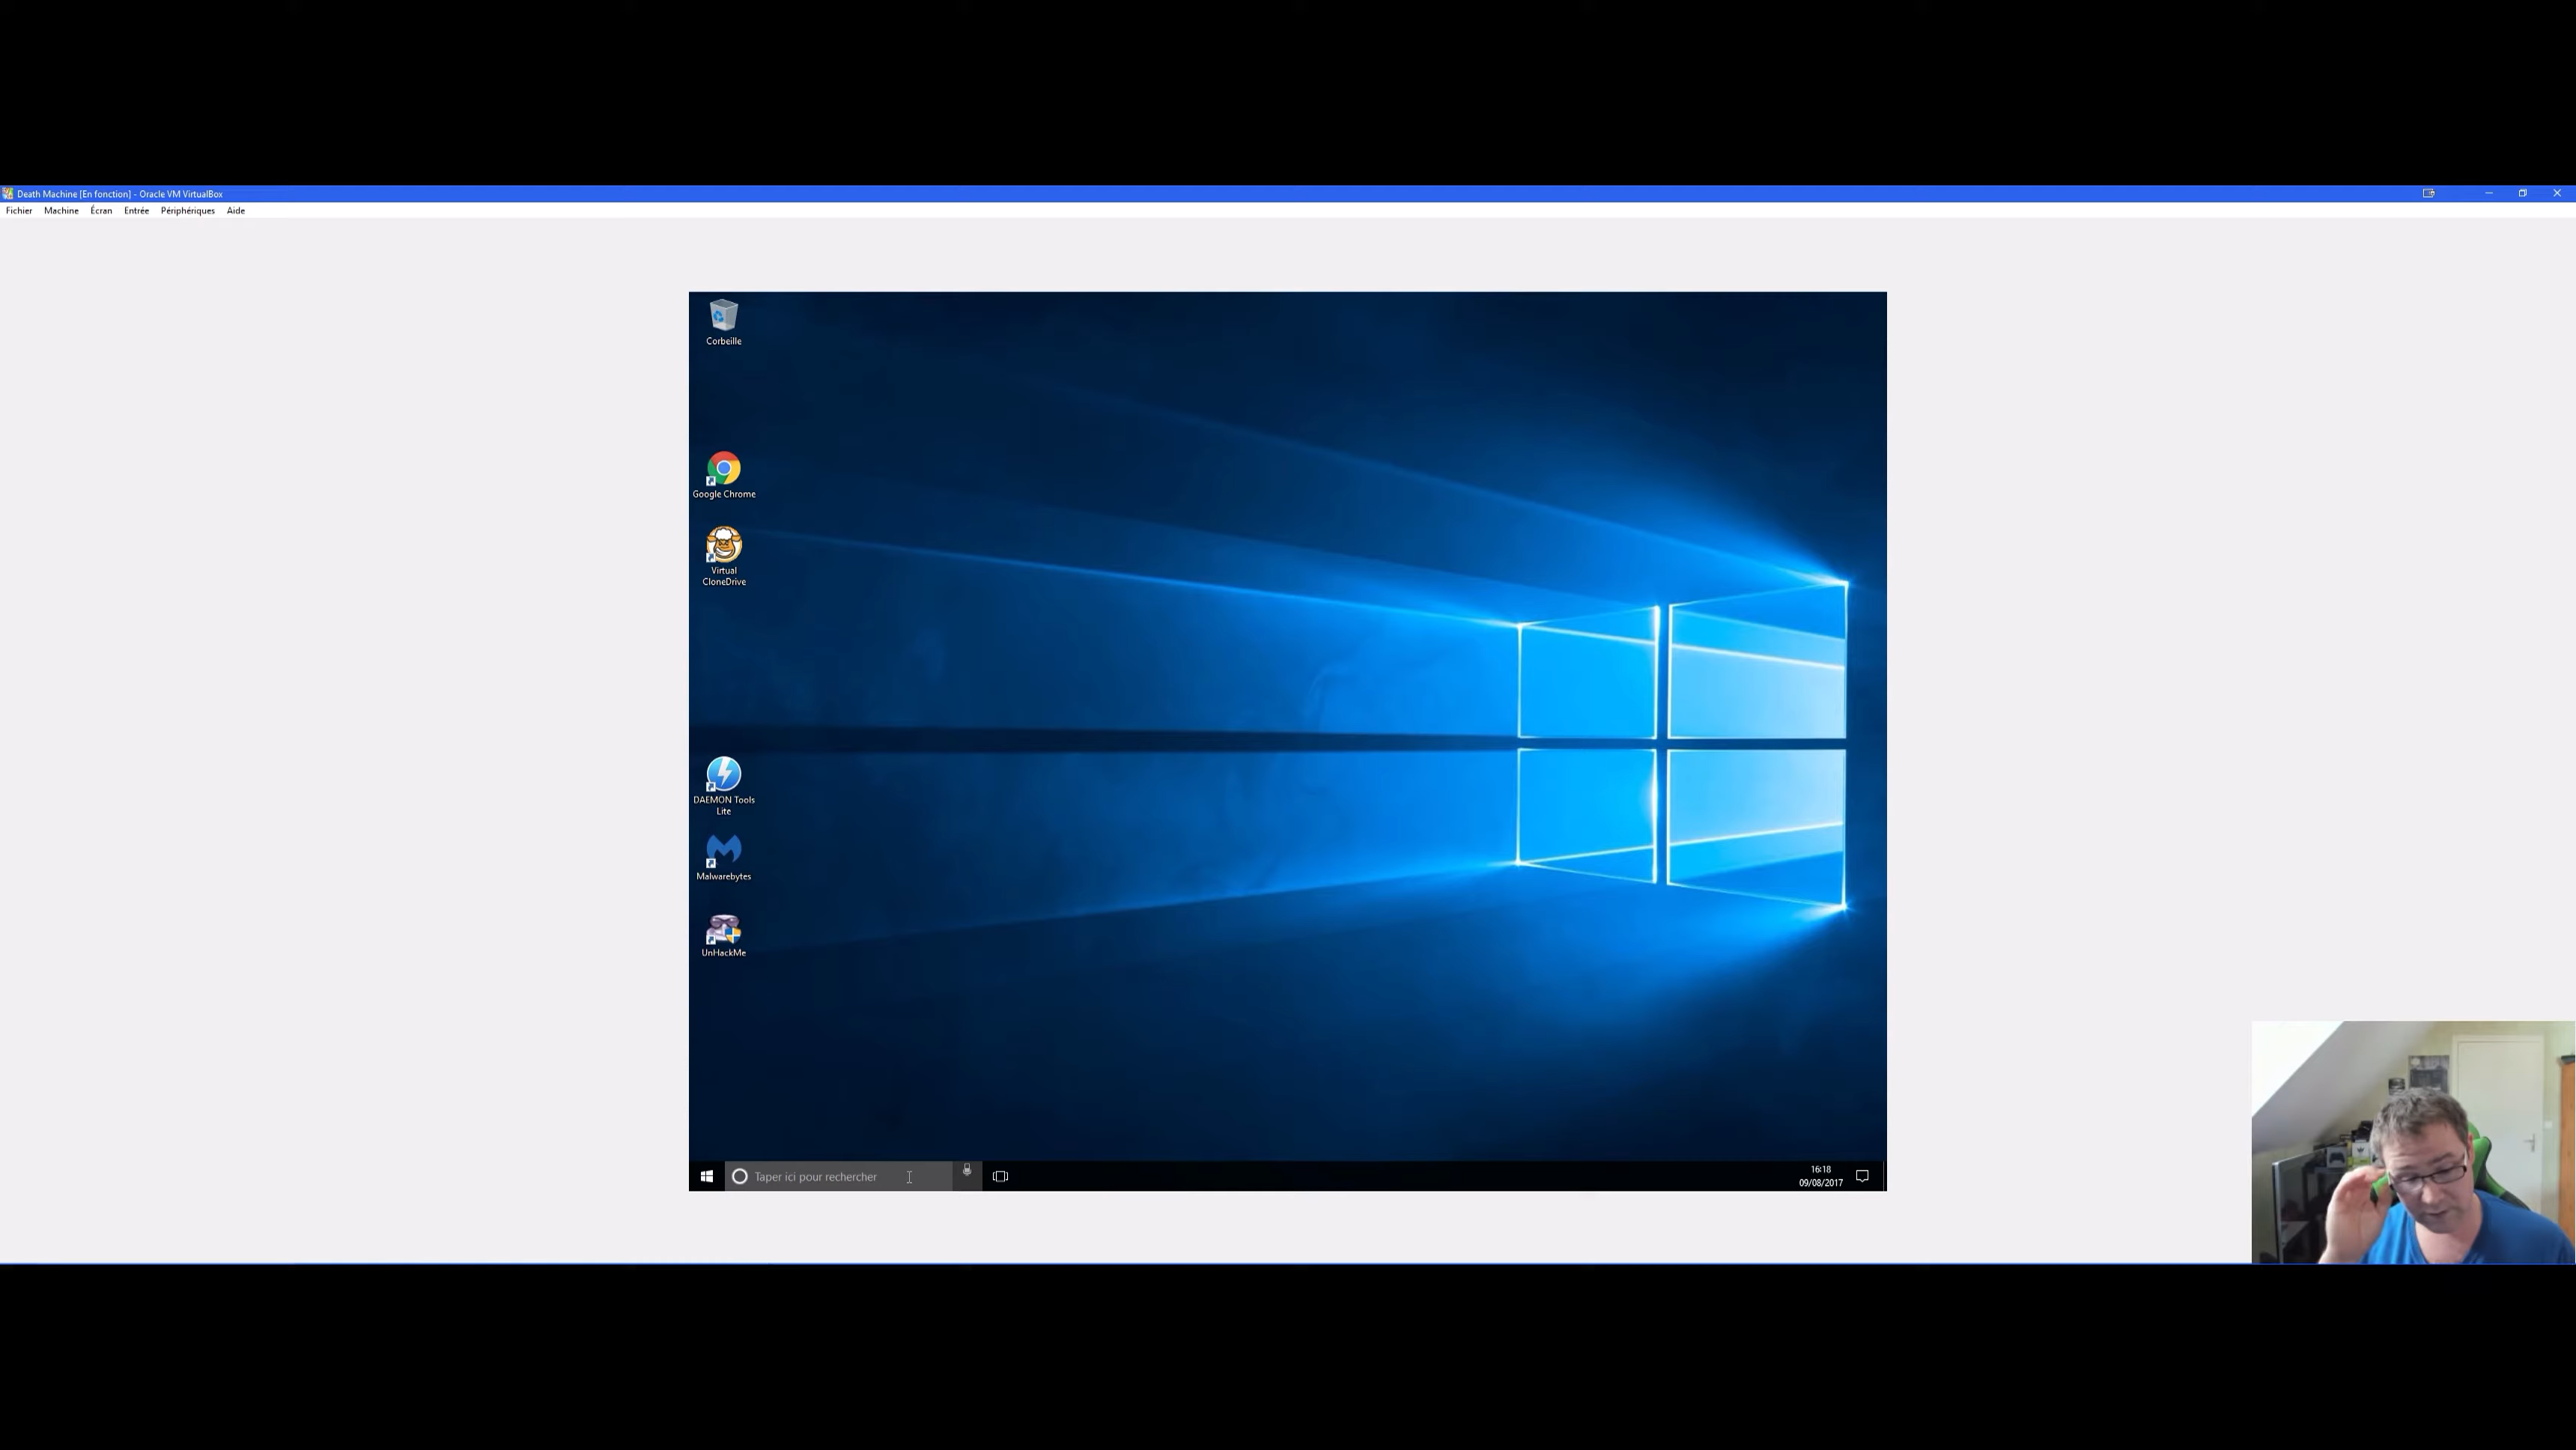 Death Machine [En fonction] - Oracle VM VirtualBox
Fichier Machine Écran Entrée Périphériques Aide
Corbeille
Google Chrome
Virtual
CloneDrive
DAEMON Tools
Lite
Malwarebytes
UnHackMe
Taper ici pour rechercher
16:18
09/08/2017